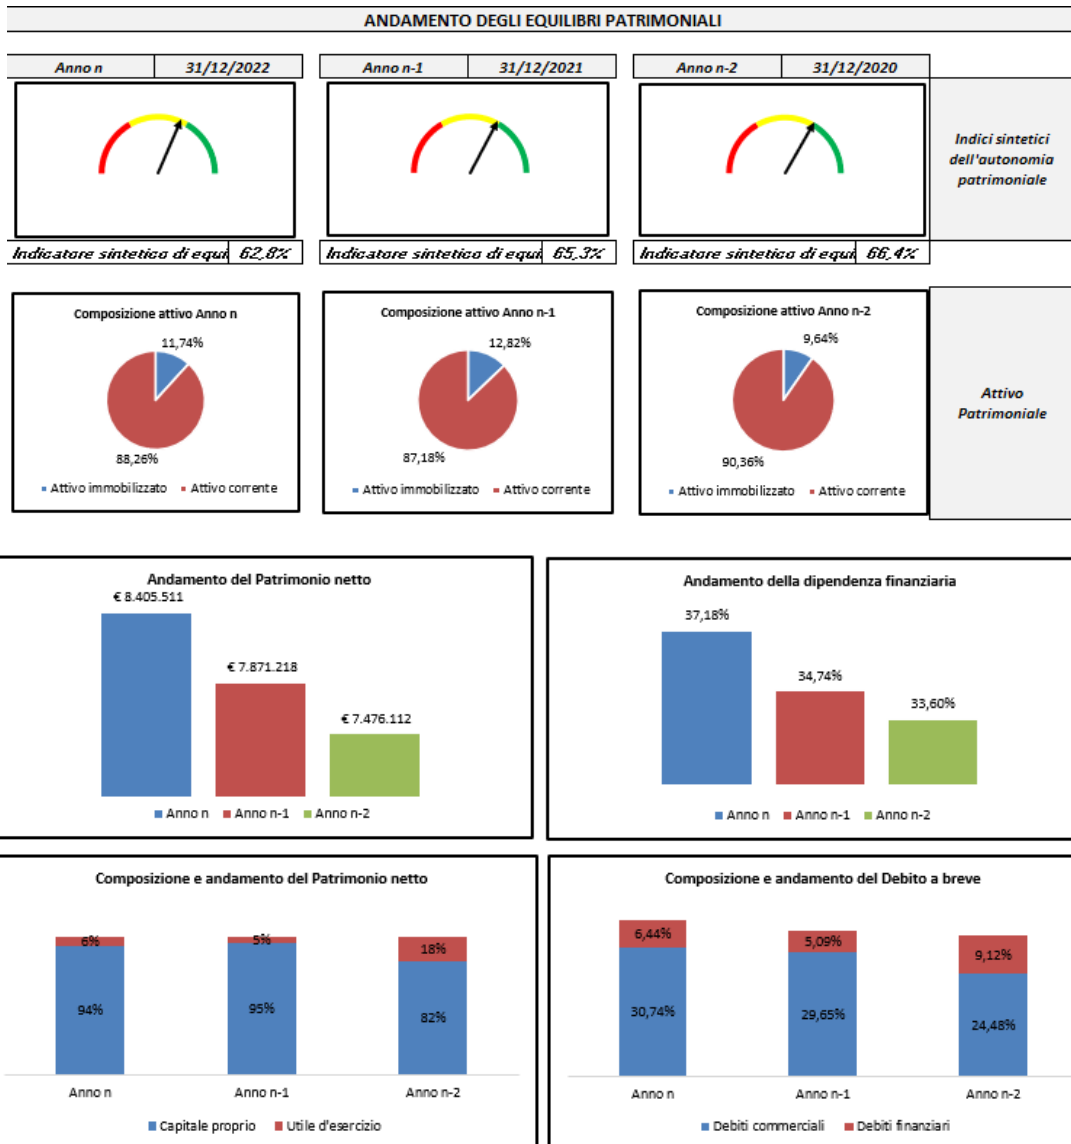 ANDAMENTO DEGLI EQUILIBRI PATRIMONIALI
Anno n 31/12/2022 Anno n-1 31/12/2021 Anno n-2 31/12/2020
Indici sintetici
dell'autonomia
patrimoniale
Indicatore sintetico di equi 62,8% Indicatore sintetico di equi 65,3% Indicatore sintetico di equi 66,4%
Composizione attivo Anno n
11,74%
88,26%
Attivo immobilizzato Attivo corrente
Composizione attivo Anno n-1
12,82%
87,18%
Attivo immobilizzato Attivo corrente
Composizione attivo Anno n-2
9,64%
90,36%
Attivo immobilizzato Attivo corrente
Attivo
Patrimoniale
Andamento del Patrimonio netto
€ 8.405.511
€ 7.871.218
€ 7.476.112
Anno n Anno n-1 Anno n-2
Andamento della dipendenza finanziaria
37,18%
34,74%
33,60%
Anno n Anno n-1 Anno n-2
Composizione e andamento del Patrimonio netto
6% 5% 18%
94% 95% 82%
Anno n Anno n-1 Anno n-2
Capitale proprio Utile d'esercizio
Composizione e andamento del Debito a breve
6,44% 5,09% 9,12%
30,74% 29,65% 24,48%
Anno n Anno n-1 Anno n-2
Debiti commerciali Debiti finanziari